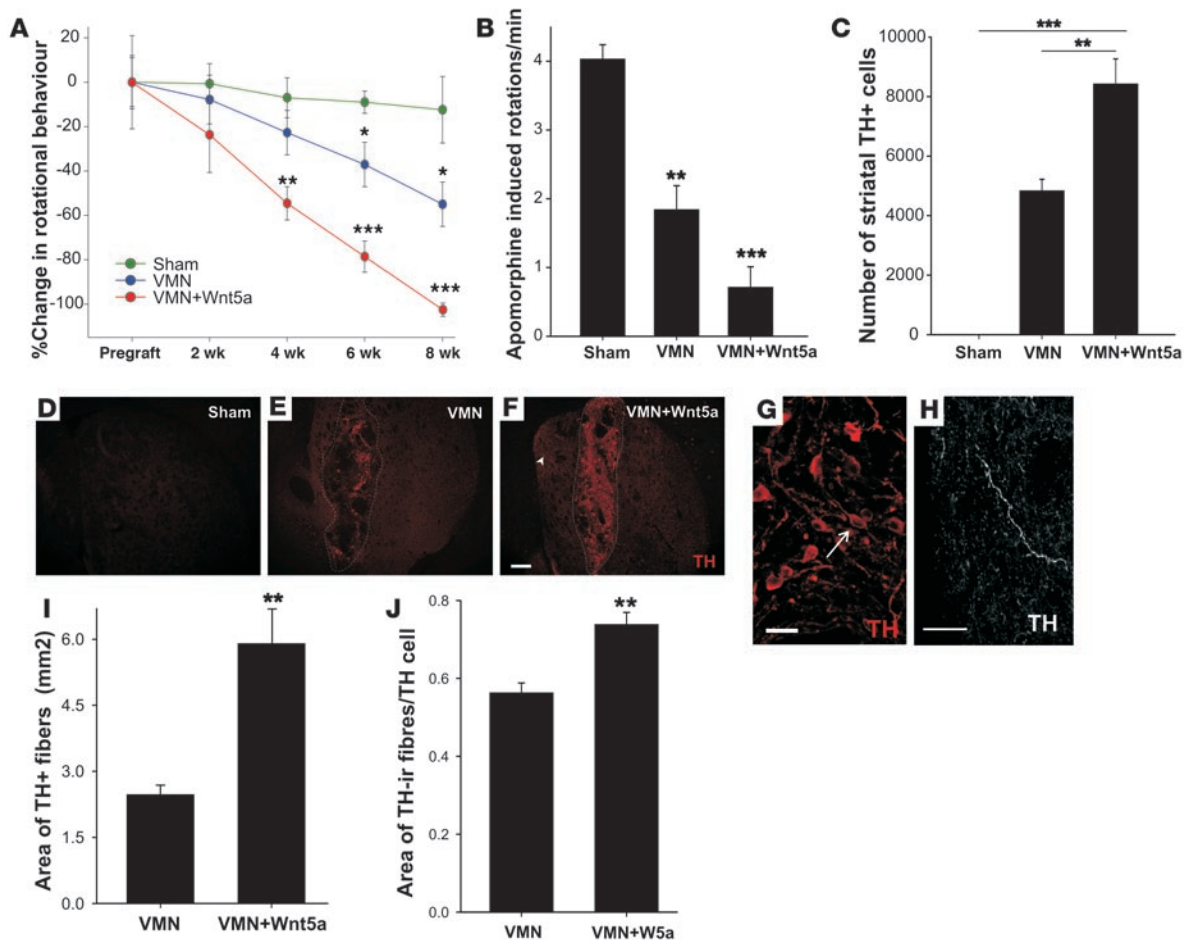 A
%Change in rotational behaviour
20
0
-20
-40
-60
-80
-100
*
*
**
***
***
Sham
VMN
VMN+Wnt5a
Pregraft 2 wk 4 wk 6 wk 8 wk
B
Apomorphine induced rotations/min
4
3
2
1
0
**
***
Sham VMN VMN+Wnt5a
C
Number of striatal TH+ cells
10000
8000
6000
4000
2000
0
***
**
Sham VMN VMN+Wnt5a
D Sham
E VMN
F VMN+Wnt5a
TH
G
TH
H
TH
I
Area of TH+ fibers (mm2)
6.0
4.5
3.0
1.5
0.0
**
VMN VMN+Wnt5a
J
Area of TH-ir fibres/TH cell
0.8
0.6
0.4
0.2
0.0
**
VMN VMN+W5a